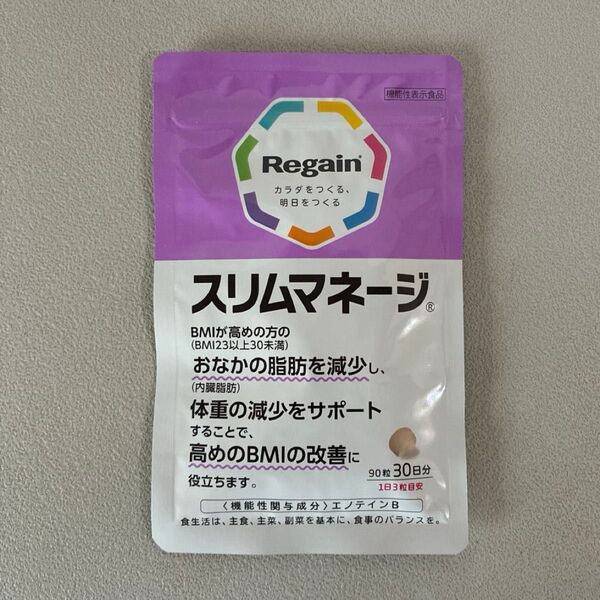 機能性表示食品
Regain®
カラダをつくる、
明日をつくる
スリムマネージ®
BMIが高めの方の
(BMI23以上30未満)
おなかの脂肪を減少し、
(内臓脂肪)
体重の減少をサポート
することで、
高めのBMIの改善に
役立ちます。
90粒 30日分
1日3粒目安
〈機能性関与成分〉エノテインB
食生活は、主食、主菜、副菜を基本に、食事のバランスを。